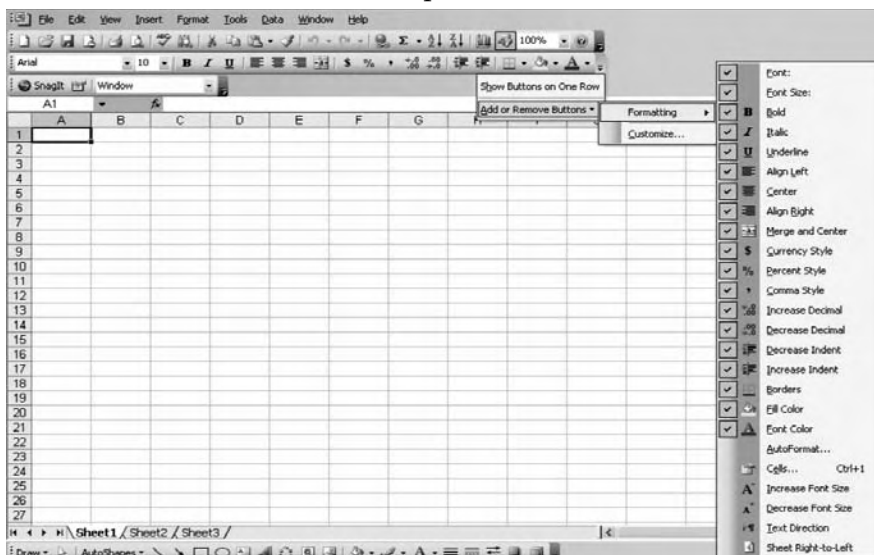 File Edit View Insert Format Tools Data Window Help
100%
Arial 10 B I U $ % ,
SnagIt Window
Show Buttons on One Row
Add or Remove Buttons
Formatting
Customize...
A1 fx
A B C D E F G
1
2
3
4
5
6
7
8
9
10
11
12
13
14
15
16
17
18
19
20
21
22
23
24
25
26
27
Font:
Font Size:
B Bold
I Italic
U Underline
Align Left
Center
Align Right
Merge and Center
$ Currency Style
% Percent Style
, Comma Style
Increase Decimal
Decrease Decimal
Decrease Indent
Increase Indent
Borders
Fill Color
A Font Color
AutoFormat...
Cells... Ctrl+1
A Increase Font Size
A Decrease Font Size
Text Direction
Sheet Right-to-Left
Sheet1 / Sheet2 / Sheet3 /
Draw AutoShapes